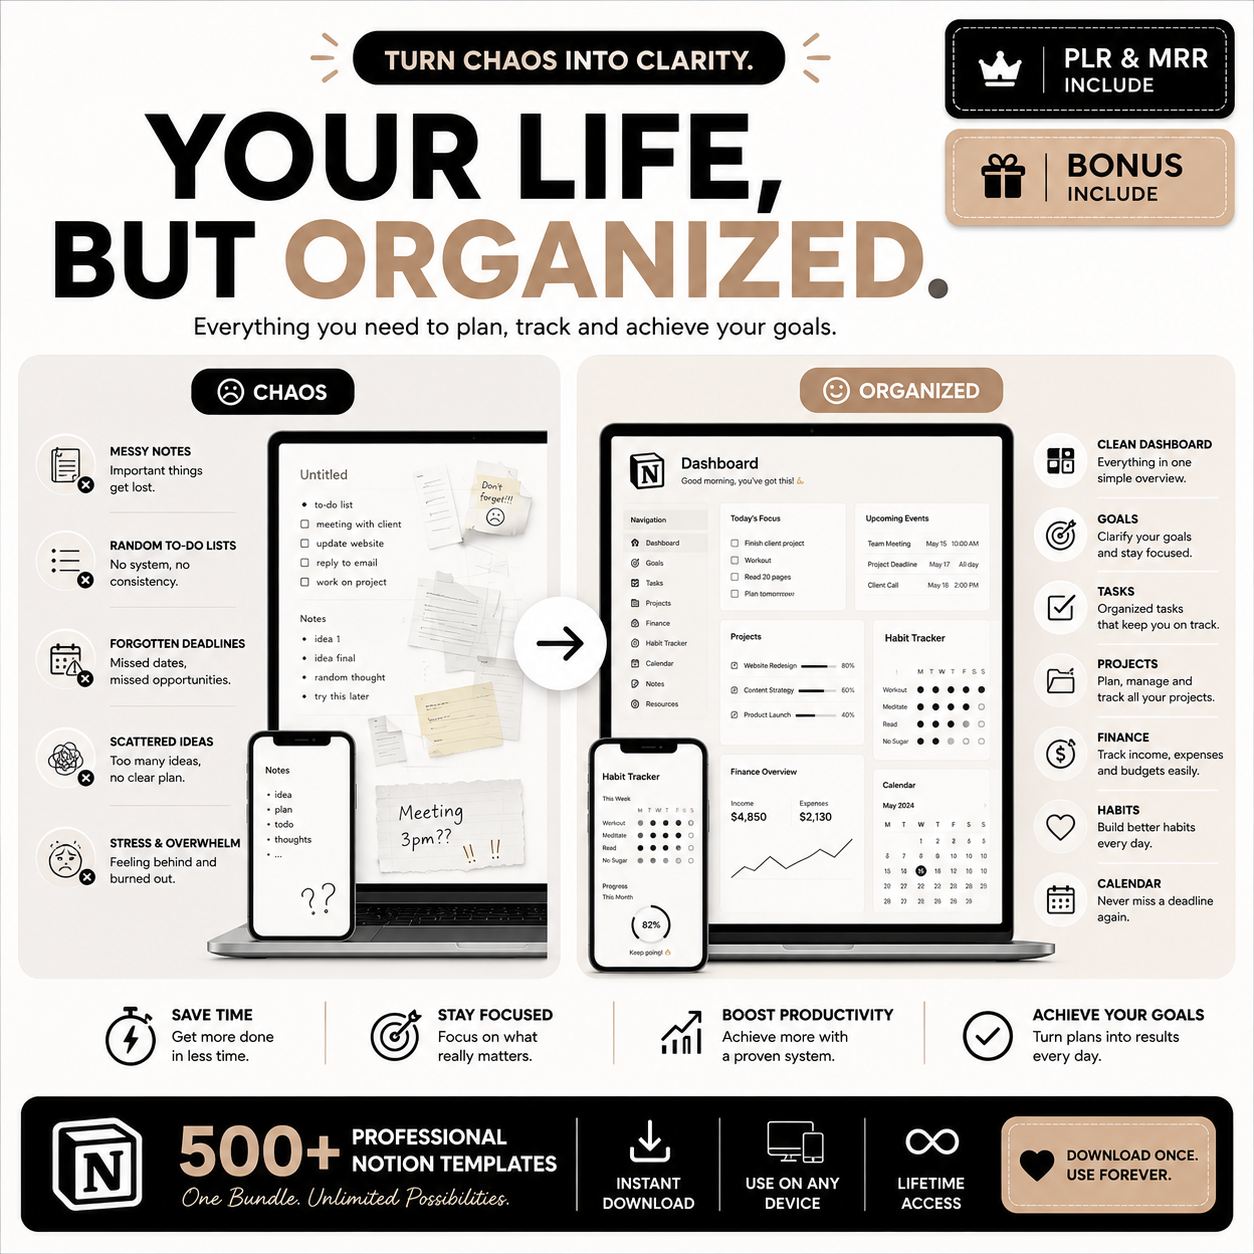 TURN CHAOS INTO CLARITY.
PLR & MRR
INCLUDE
BONUS
INCLUDE
YOUR LIFE,
BUT ORGANIZED.
Everything you need to plan, track and achieve your goals.
CHAOS
MESSY NOTES
Important things
get lost.
RANDOM TO-DO LISTS
No system, no
consistency.
FORGOTTEN DEADLINES
Missed dates,
missed opportunities.
SCATTERED IDEAS
Too many ideas,
no clear plan.
STRESS & OVERWHELM
Feeling behind and
burned out.
Untitled
to-do list
meeting with client
update website
reply to email
work on project
Notes
idea 1
idea final
random thought
try this later
Don't
forget!!!
Meeting
3pm??
!! !!
Notes
idea
plan
todo
thoughts
...
??
ORGANIZED
N
Dashboard
Good morning, you've got this!
Navigation
Dashboard
Goals
Tasks
Projects
Finance
Habit Tracker
Calendar
Notes
Resources
Today's Focus
Finish client project
Workout
Read 20 pages
Plan tomorrow
Upcoming Events
Team Meeting May 15 10:00 AM
Project Deadline May 17 All day
Client Call May 18 2:00 PM
Projects
Website Redesign 80%
Content Strategy 60%
Product Launch 40%
Habit Tracker
M T W T F S S
Workout
Meditate
Read
No Sugar
Finance Overview
Income
$4,850
Expenses
$2,130
Calendar
May 2024
M T W T F S S
Habit Tracker
This Week
M T W T F S S
Workout
Meditate
Read
No Sugar
Progress
This Month
82%
Keep going!
CLEAN DASHBOARD
Everything in one
simple overview.
GOALS
Clarify your goals
and stay focused.
TASKS
Organized tasks
that keep you on track.
PROJECTS
Plan, manage and
track all your projects.
FINANCE
Track income, expenses
and budgets easily.
HABITS
Build better habits
every day.
CALENDAR
Never miss a deadline
again.
SAVE TIME
Get more done
in less time.
STAY FOCUSED
Focus on what
really matters.
BOOST PRODUCTIVITY
Achieve more with
a proven system.
ACHIEVE YOUR GOALS
Turn plans into results
every day.
N
500+ PROFESSIONAL
NOTION TEMPLATES
One Bundle. Unlimited Possibilities.
INSTANT
DOWNLOAD
USE ON ANY
DEVICE
LIFETIME
ACCESS
DOWNLOAD ONCE.
USE FOREVER.